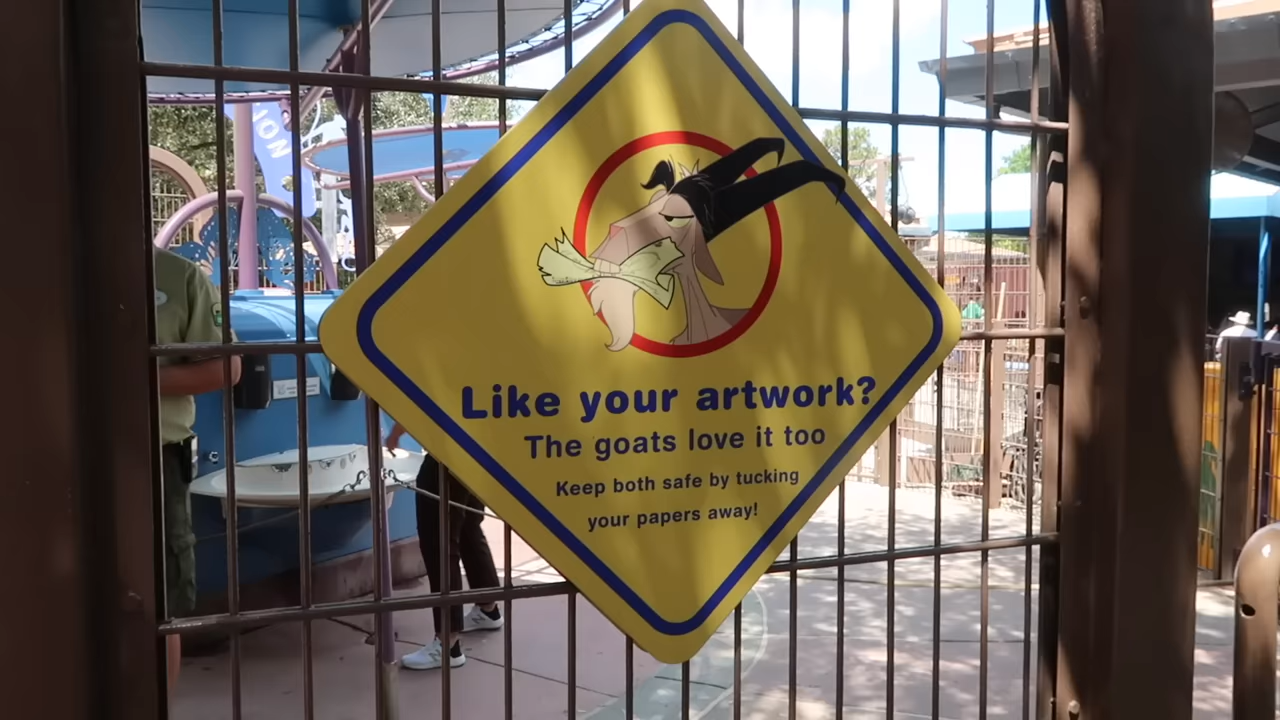 Like your artwork?
The goats love it too
Keep both safe by tucking
your papers away!